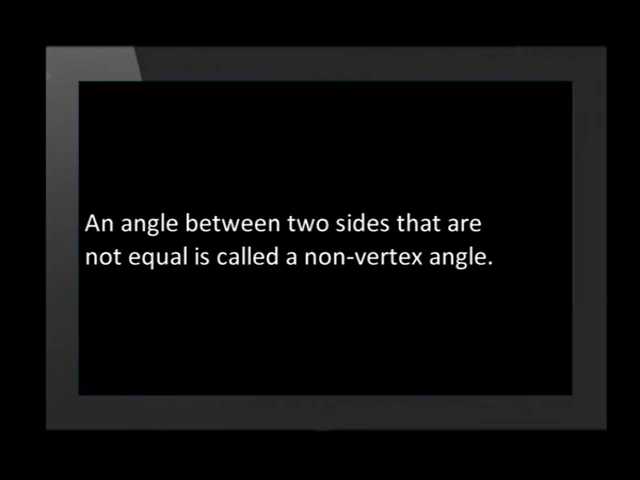 An angle between two sides that are
not equal is called a non-vertex angle.